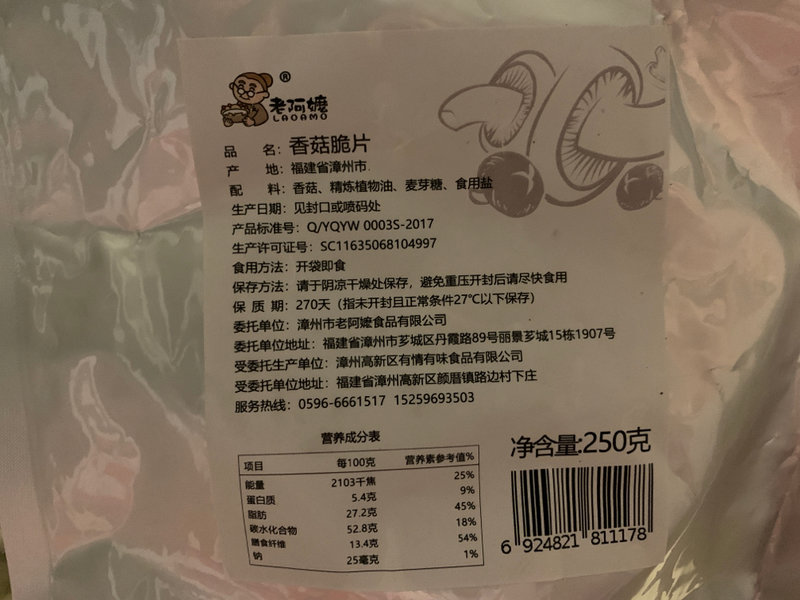 ®
老阿嬷
LAOAMO
品 名：香菇脆片
产 地：福建省漳州市
配 料：香菇、精炼植物油、麦芽糖、食用盐
生产日期：见封口或喷码处
产品标准号：Q/YQYW 0003S-2017
生产许可证号：SC11635068104997
食用方法：开袋即食
保存方法：请于阴凉干燥处保存，避免重压开封后请尽快食用
保 质 期：270天（指未开封且正常条件27℃以下保存）
委托单位：漳州市老阿嬷食品有限公司
委托单位地址：福建省漳州市芗城区丹霞路89号丽景芗城15栋1907号
受委托生产单位：漳州高新区有情有味食品有限公司
受委托单位地址：福建省漳州高新区颜厝镇路边村下庄
服务热线：0596-6661517 15259693503
营养成分表
项目 每100克 营养素参考值%
能量 2103千焦 25%
蛋白质 5.4克 9%
脂肪 27.2克 45%
碳水化合物 52.8克 18%
膳食纤维 13.4克 54%
钠 25毫克 1%
净含量:250克
6 924821 811178